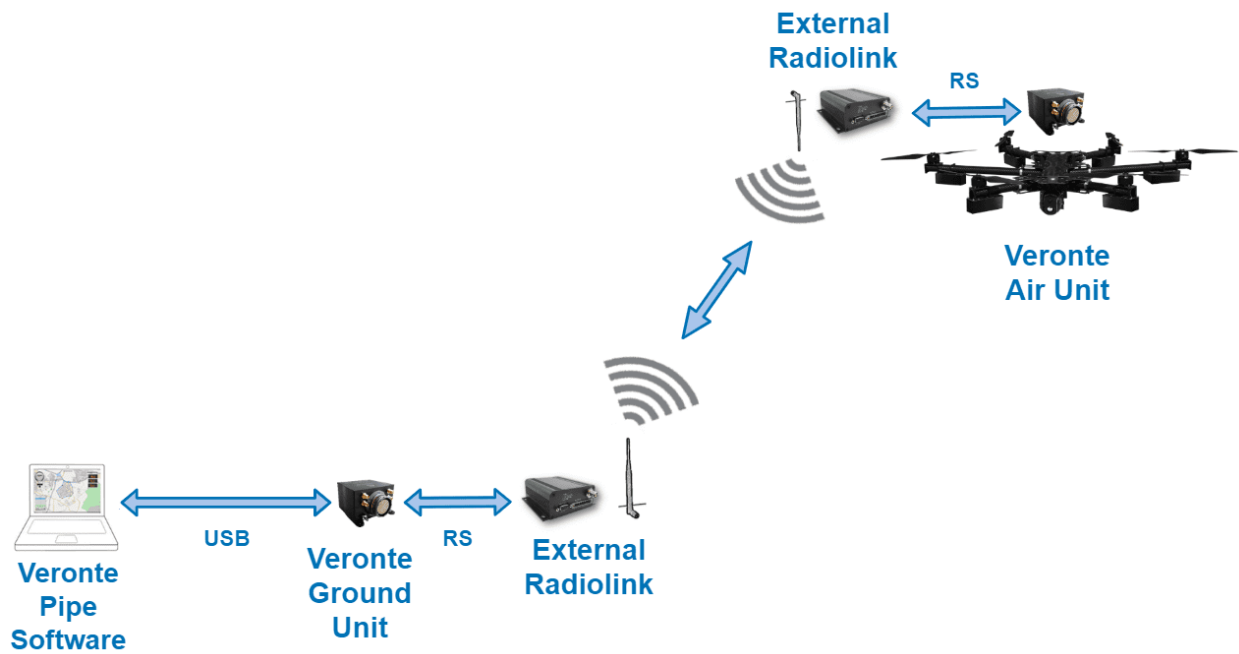 External
Radiolink
RS
Veronte
Air Unit
USB
RS
Veronte
Pipe
Software
Veronte
Ground
Unit
External
Radiolink